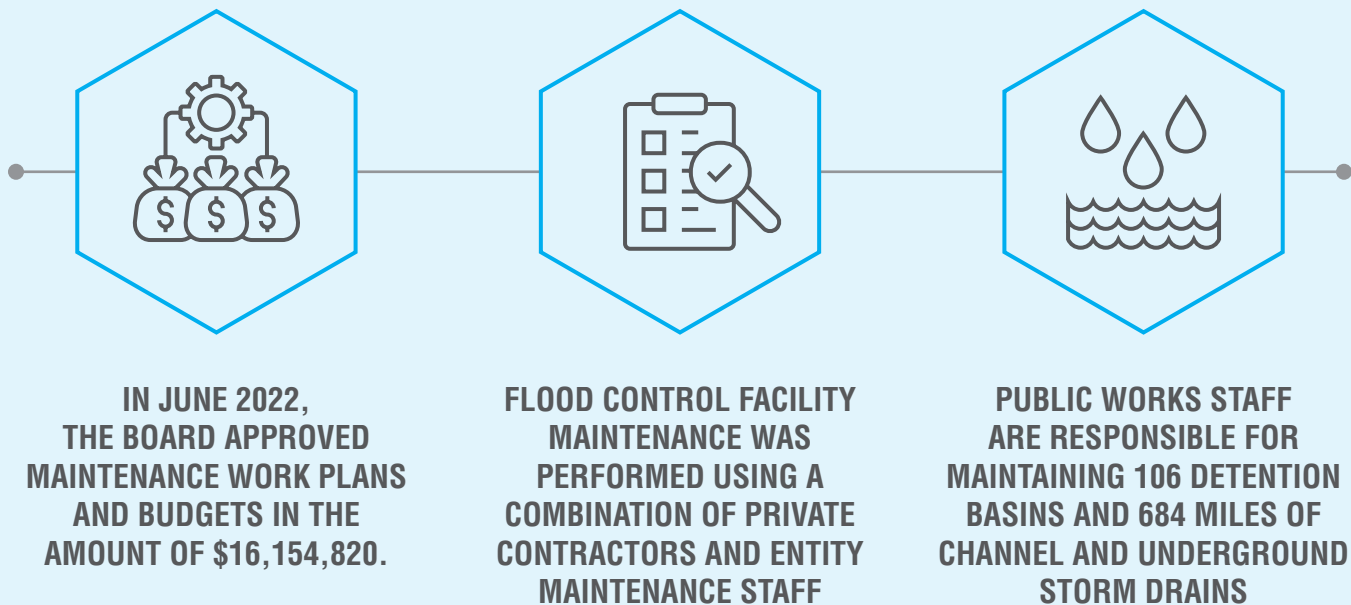 IN JUNE 2022,
THE BOARD APPROVED
MAINTENANCE WORK PLANS
AND BUDGETS IN THE
AMOUNT OF $16,154,820.
FLOOD CONTROL FACILITY
MAINTENANCE WAS
PERFORMED USING A
COMBINATION OF PRIVATE
CONTRACTORS AND ENTITY
MAINTENANCE STAFF
PUBLIC WORKS STAFF
ARE RESPONSIBLE FOR
MAINTAINING 106 DETENTION
BASINS AND 684 MILES OF
CHANNEL AND UNDERGROUND
STORM DRAINS